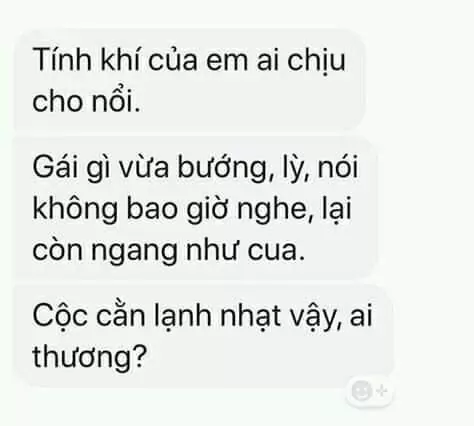 Tính khí của em ai chịu
cho nổi.
Gái gì vừa bướng, lỳ, nói
không bao giờ nghe, lại
còn ngang như cua.
Cộc cằn lạnh nhạt vậy, ai
thương?